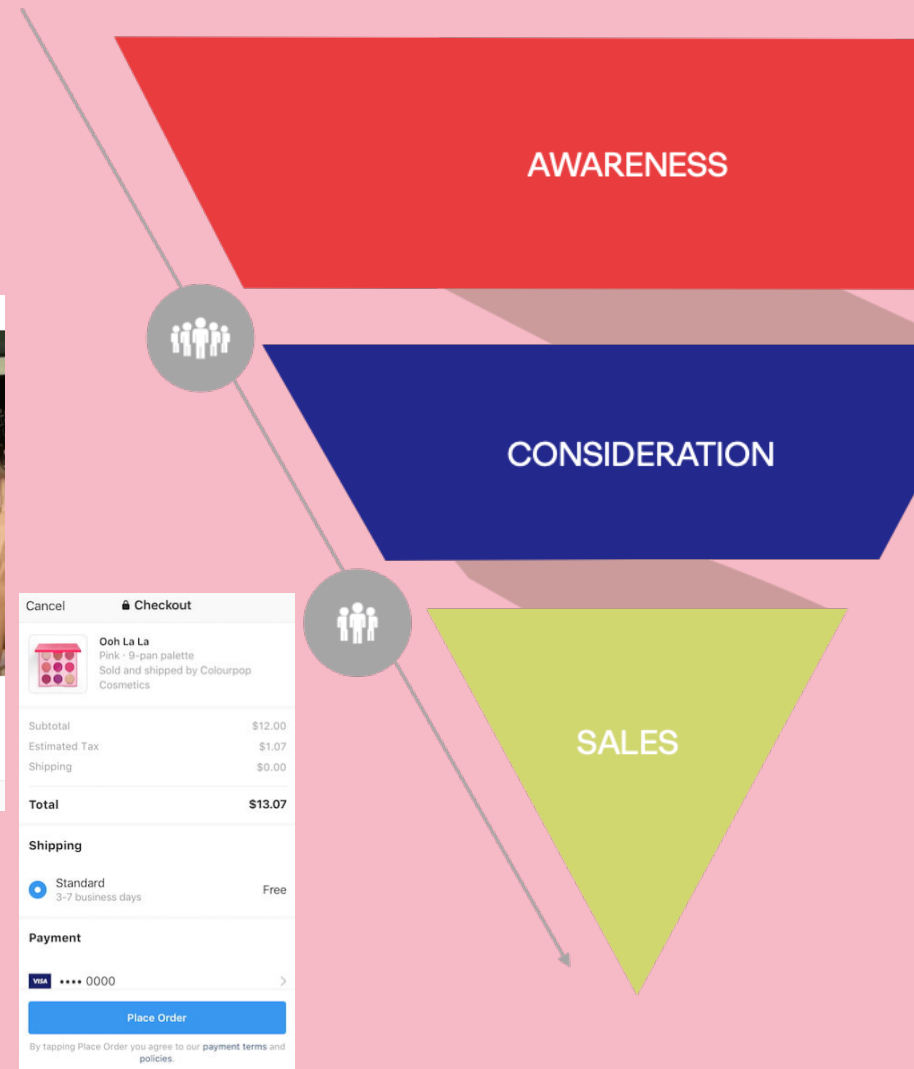 AWARENESS
CONSIDERATION
SALES
Cancel
Checkout
Ooh La La
Pink · 9-pan palette
Sold and shipped by Colourpop
Cosmetics
Subtotal $12.00
Estimated Tax $1.07
Shipping $0.00
Total $13.07
Shipping
Standard
3-7 business days
Free
Payment
VISA •••• 0000
Place Order
By tapping Place Order you agree to our payment terms and
policies.